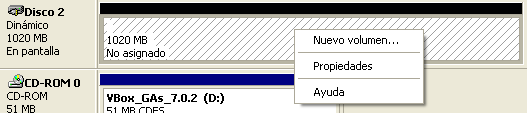 Disco 2
Dinámico
1020 MB
En pantalla
1020 MB
No asignado
Nuevo volumen...
Propiedades
Ayuda
CD-ROM 0
CD-ROM
51 MB
VBox_GAs_7.0.2 (D:)
51 MB CDFS